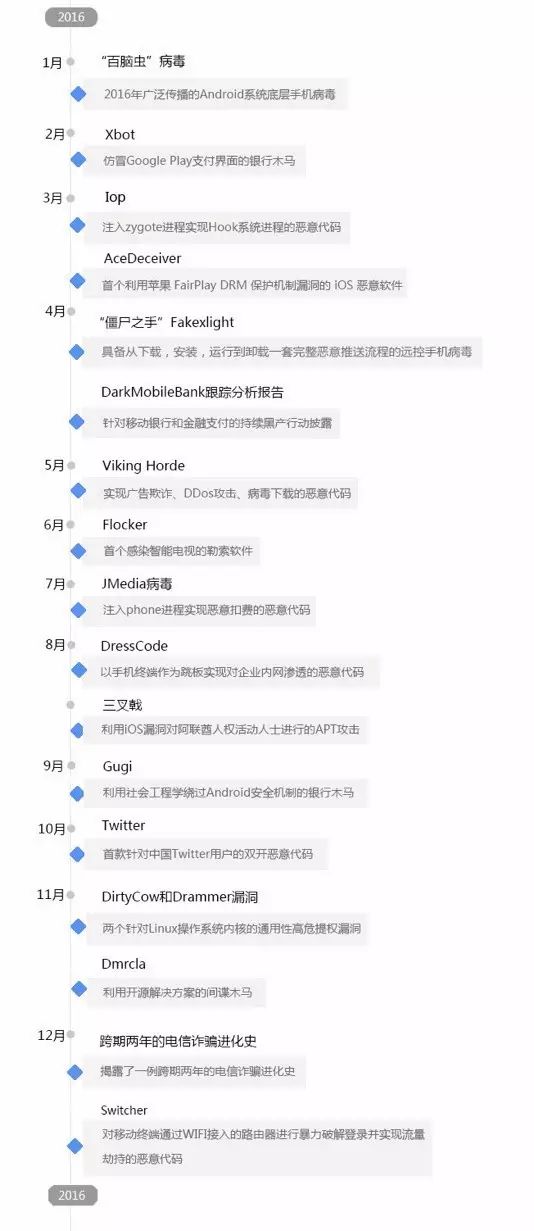 2016
1月
“百脑虫”病毒
2016年广泛传播的Android系统底层手机病毒
2月
Xbot
仿冒Google Play支付界面的银行木马
3月
Iop
注入zygote进程实现Hook系统进程的恶意代码
AceDeceiver
首个利用苹果 FairPlay DRM 保护机制漏洞的 iOS 恶意软件
4月
“僵尸之手”Fakexlight
具备从下载，安装，运行到卸载一套完整恶意推送流程的远控手机病毒
DarkMobileBank跟踪分析报告
针对移动银行和金融支付的持续黑产行动披露
5月
Viking Horde
实现广告欺诈、DDos攻击、病毒下载的恶意代码
6月
Flocker
首个感染智能电视的勒索软件
7月
JMedia病毒
注入phone进程实现恶意扣费的恶意代码
8月
DressCode
以手机终端作为跳板实现对企业内网渗透的恶意代码
三叉戟
利用iOS漏洞对阿联酋人权活动人士进行的APT攻击
9月
Gugi
利用社会工程学绕过Android安全机制的银行木马
10月
Twitter
首款针对中国Twitter用户的双开恶意代码
11月
DirtyCow和Drammer漏洞
两个针对Linux操作系统内核的通用性高危提权漏洞
Dmrcla
利用开源解决方案的间谍木马
12月
跨期两年的电信诈骗进化史
揭露了一例跨期两年的电信诈骗进化史
Switcher
对移动终端通过WIFI接入的路由器进行暴力破解登录并实现流量
劫持的恶意代码
2016